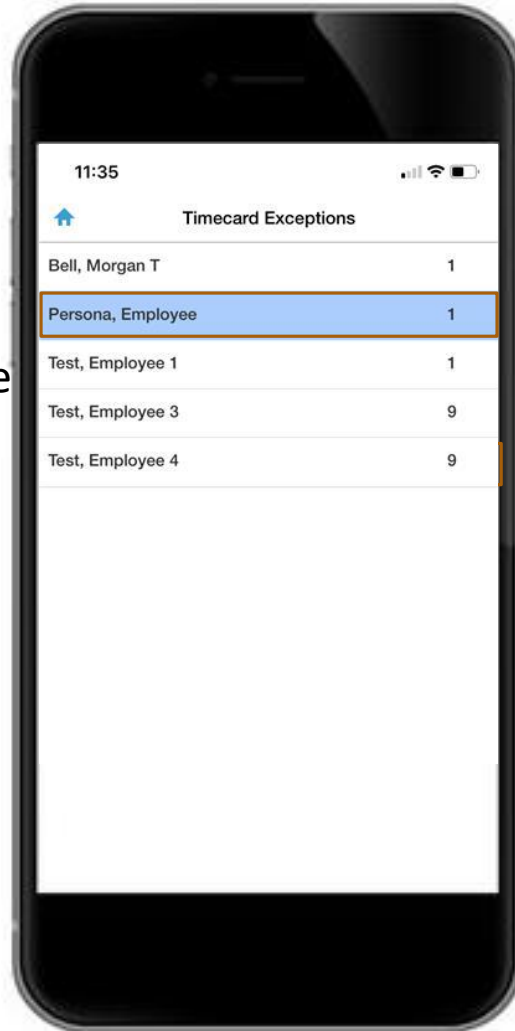 11:35
Timecard Exceptions
Bell, Morgan T 1
Persona, Employee 1
Test, Employee 1 1
Test, Employee 3 9
Test, Employee 4 9
e